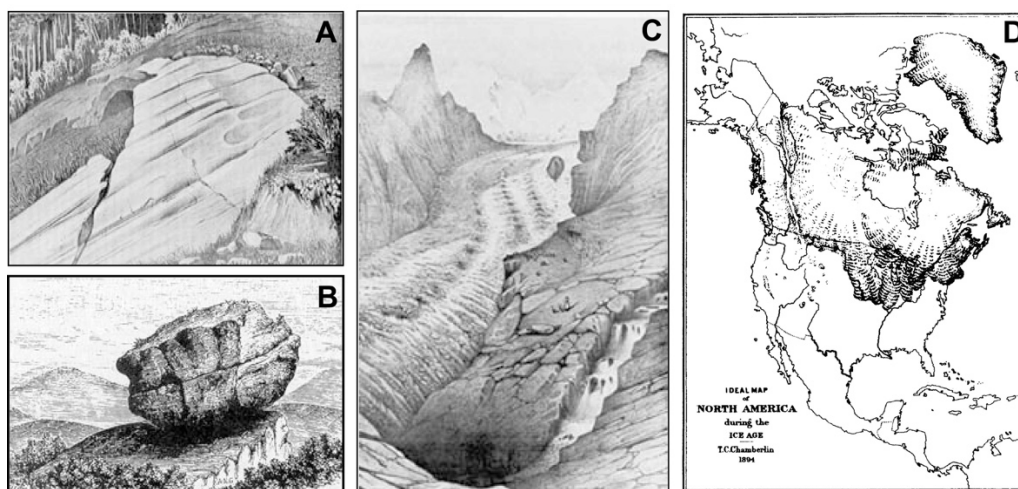 A
B
C
D
IDEAL MAP
of
NORTH AMERICA
during the
ICE AGE
T.C.Chamberlin
1894